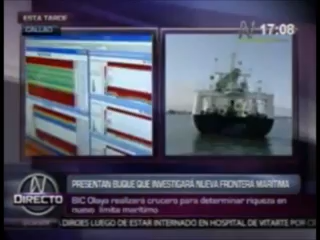 ESTA TARDE
CALLAO
N
17:08
PRESENTAN BUQUE QUE INVESTIGARÁ NUEVA FRONTERA MARÍTIMA
N
DIRECTO
BIC Olaya realizará crucero para determinar riqueza en
nuevo límite marítimo
DIROES LUEGO DE ESTAR INTERNADO EN HOSPITAL DE VITARTE POR